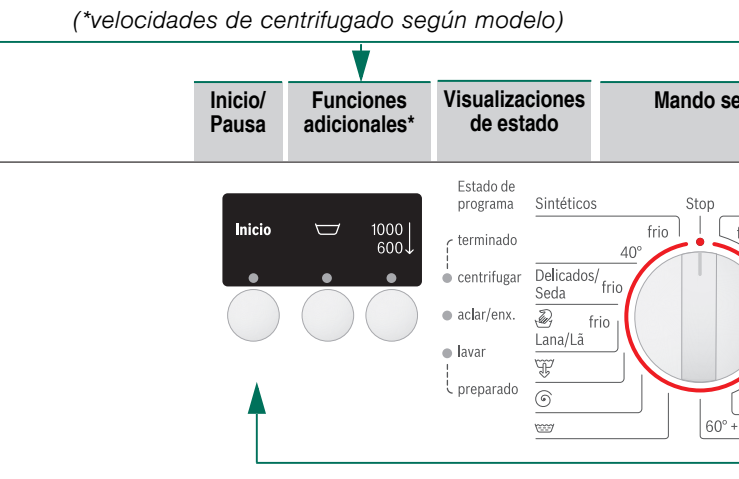 (*velocidades de centrifugado según modelo)
Inicio/
Pausa
Funciones
adicionales*
Visualizaciones
de estado
Mando se
Inicio
1000
600
Estado de
programa
terminado
centrifugar
aclar/enx.
lavar
preparado
Sintéticos
frio
40°
Delicados/
Seda
frio
frio
Lana/Lã
Stop
60° +